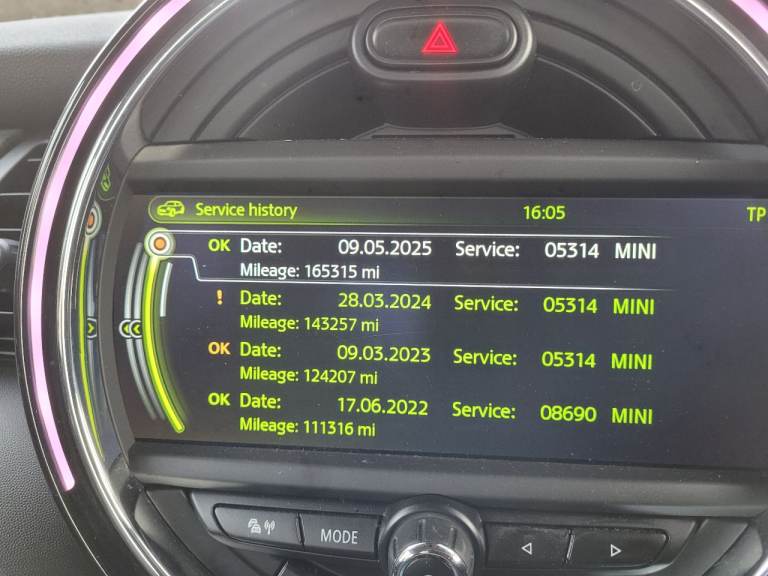 Service history 16:05 TP
OK Date: 09.05.2025 Service: 05314 MINI
Mileage: 165315 mi
! Date: 28.03.2024 Service: 05314 MINI
Mileage: 143257 mi
OK Date: 09.03.2023 Service: 05314 MINI
Mileage: 124207 mi
OK Date: 17.06.2022 Service: 08690 MINI
Mileage: 111316 mi
MODE